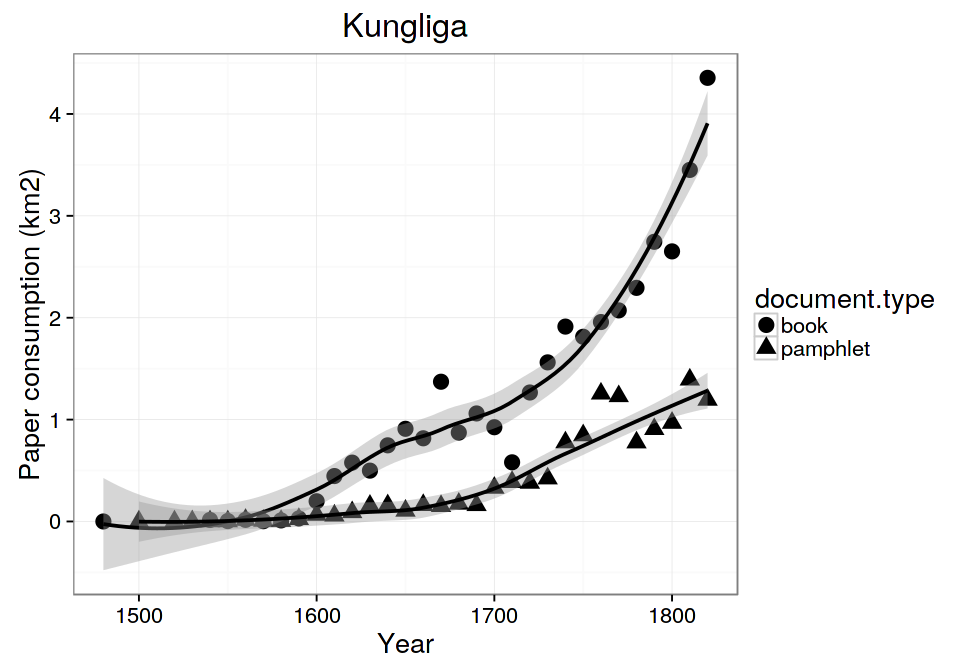 Kungliga
Paper consumption (km2)
4
3
2
1
0
1500 1600 1700 1800
Year
document.type
book
pamphlet